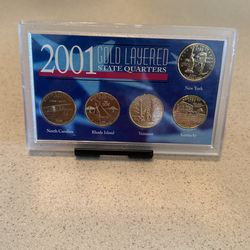 2001 GOLD LAYERED
STATE QUARTERS
New York
North Carolina
Rhode Island
Vermont
Kentucky